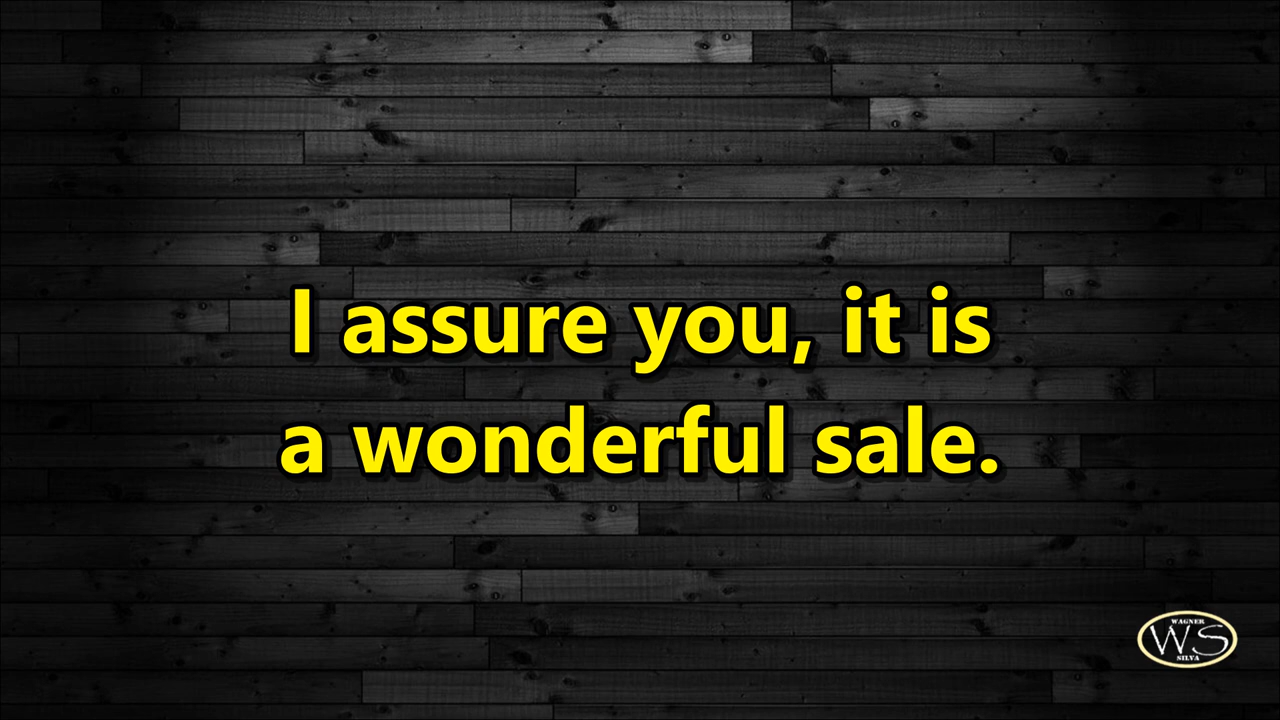 I assure you, it is
a wonderful sale.
WAGNER
WS
SILVA